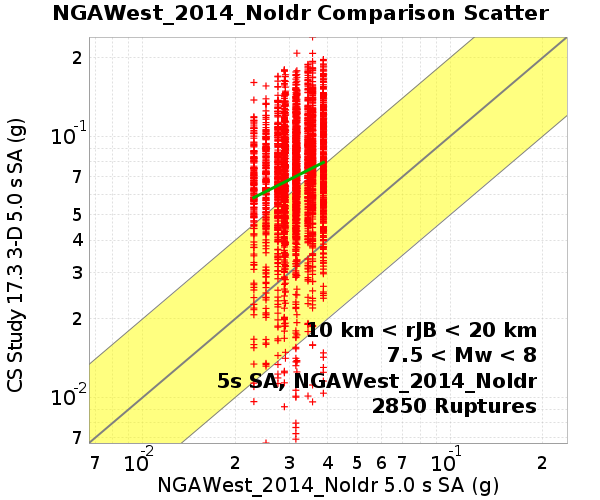 NGAWest_2014_NoIdr Comparison Scatter
CS Study 17.3 3-D 5.0 s SA (g)
2
10-1
7
5
4
3
2
10-2
7
10 km < rJB < 20 km
7.5 < Mw < 8
5s SA, NGAWest_2014_NoIdr
2850 Ruptures
7 10-2 2 3 4 5 6 7 10-1 2
NGAWest_2014_NoIdr 5.0 s SA (g)